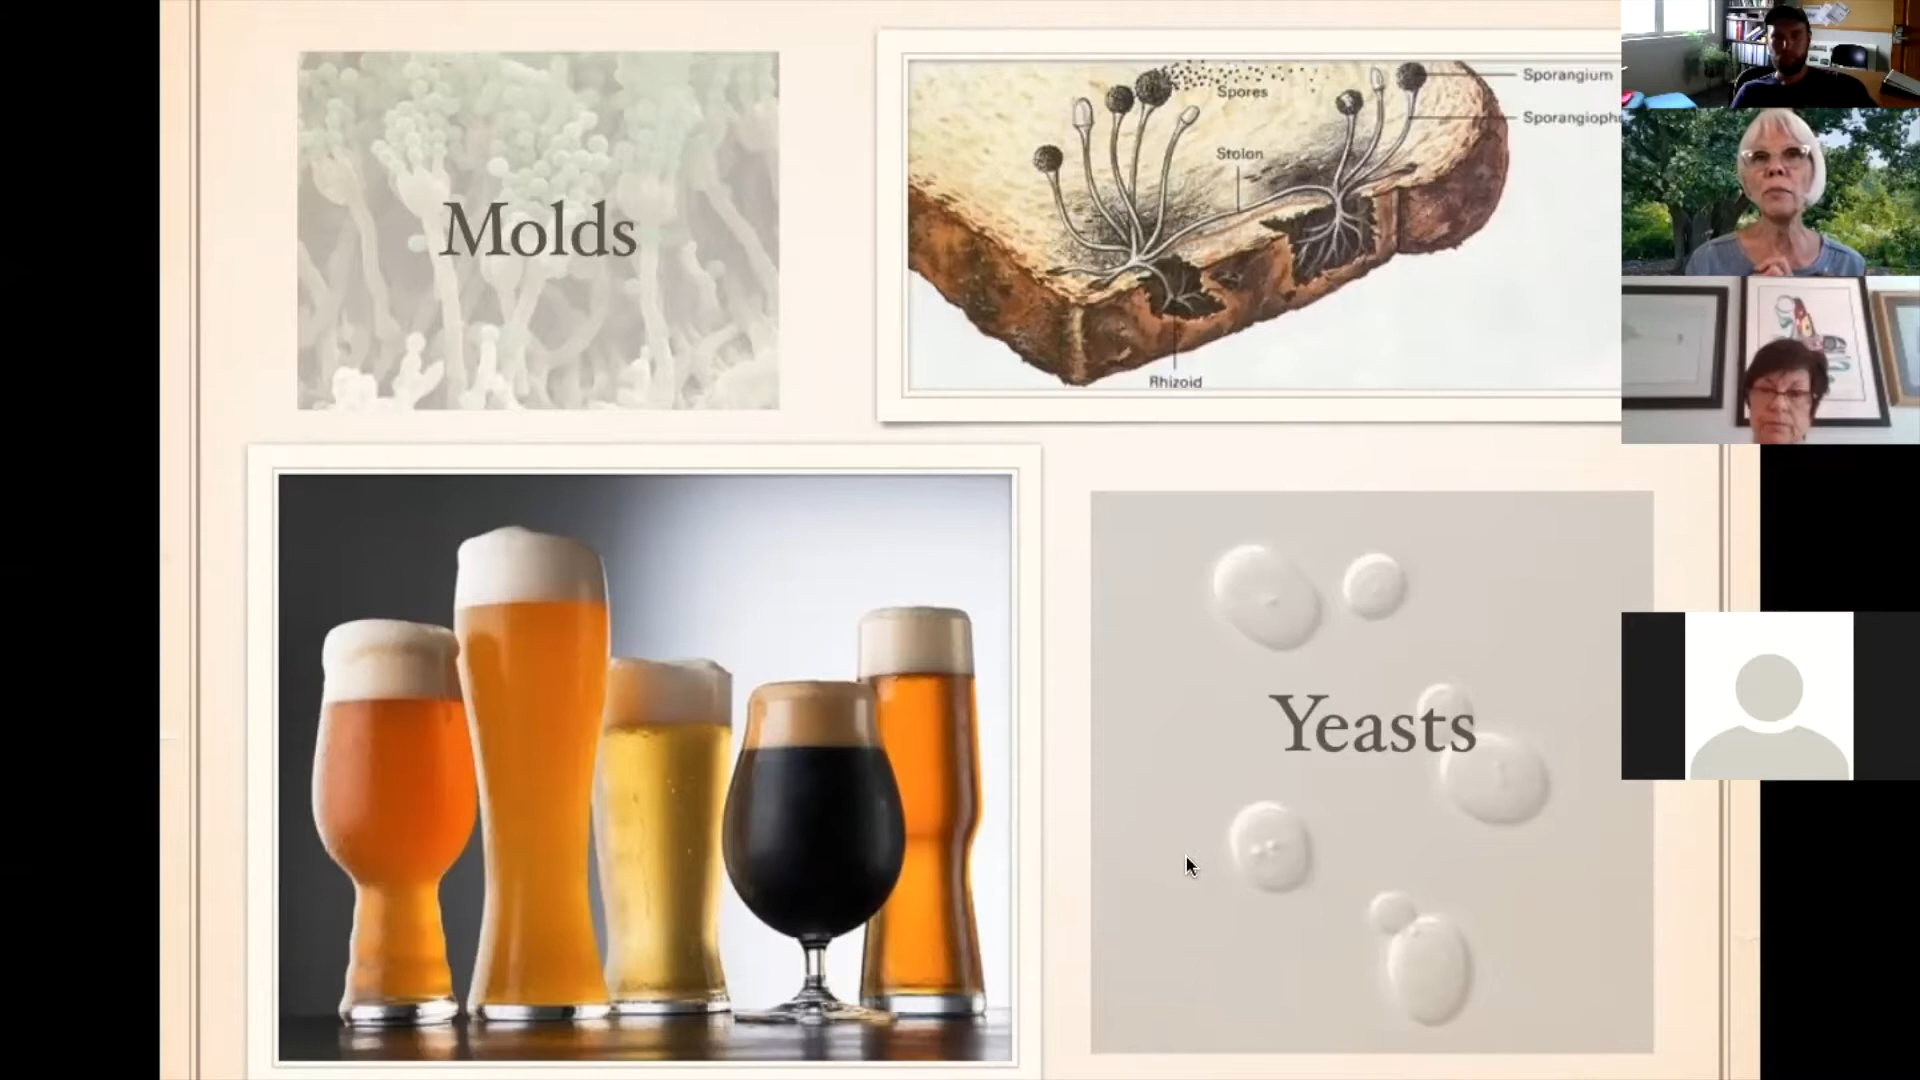 Molds
Spores
Sporangium
Sporangioph
Stolon
Rhizoid
Yeasts